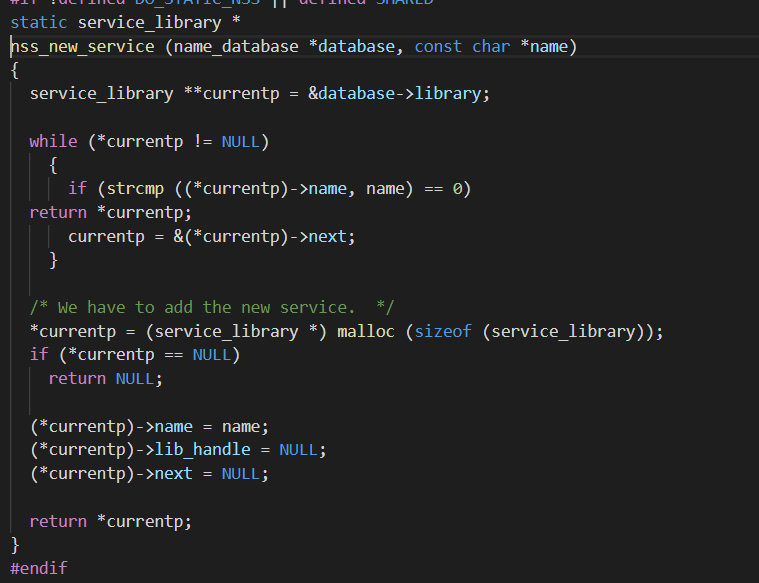 #if !defined DO_STATIC_NSS || defined SHARED
static service_library *
nss_new_service (name_database *database, const char *name)
{
  service_library **currentp = &database->library;

  while (*currentp != NULL)
    {
      if (strcmp ((*currentp)->name, name) == 0)
  return *currentp;
      currentp = &(*currentp)->next;
    }

  /* We have to add the new service.  */
  *currentp = (service_library *) malloc (sizeof (service_library));
  if (*currentp == NULL)
    return NULL;

  (*currentp)->name = name;
  (*currentp)->lib_handle = NULL;
  (*currentp)->next = NULL;

  return *currentp;
}
#endif